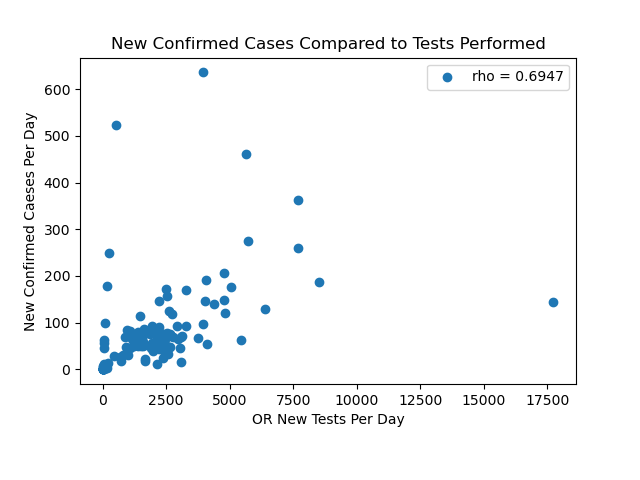 New Confirmed Cases Compared to Tests Performed
rho = 0.6947
New Confirmed Caeses Per Day
600
500
400
300
200
100
0
0 2500 5000 7500 10000 12500 15000 17500
OR New Tests Per Day